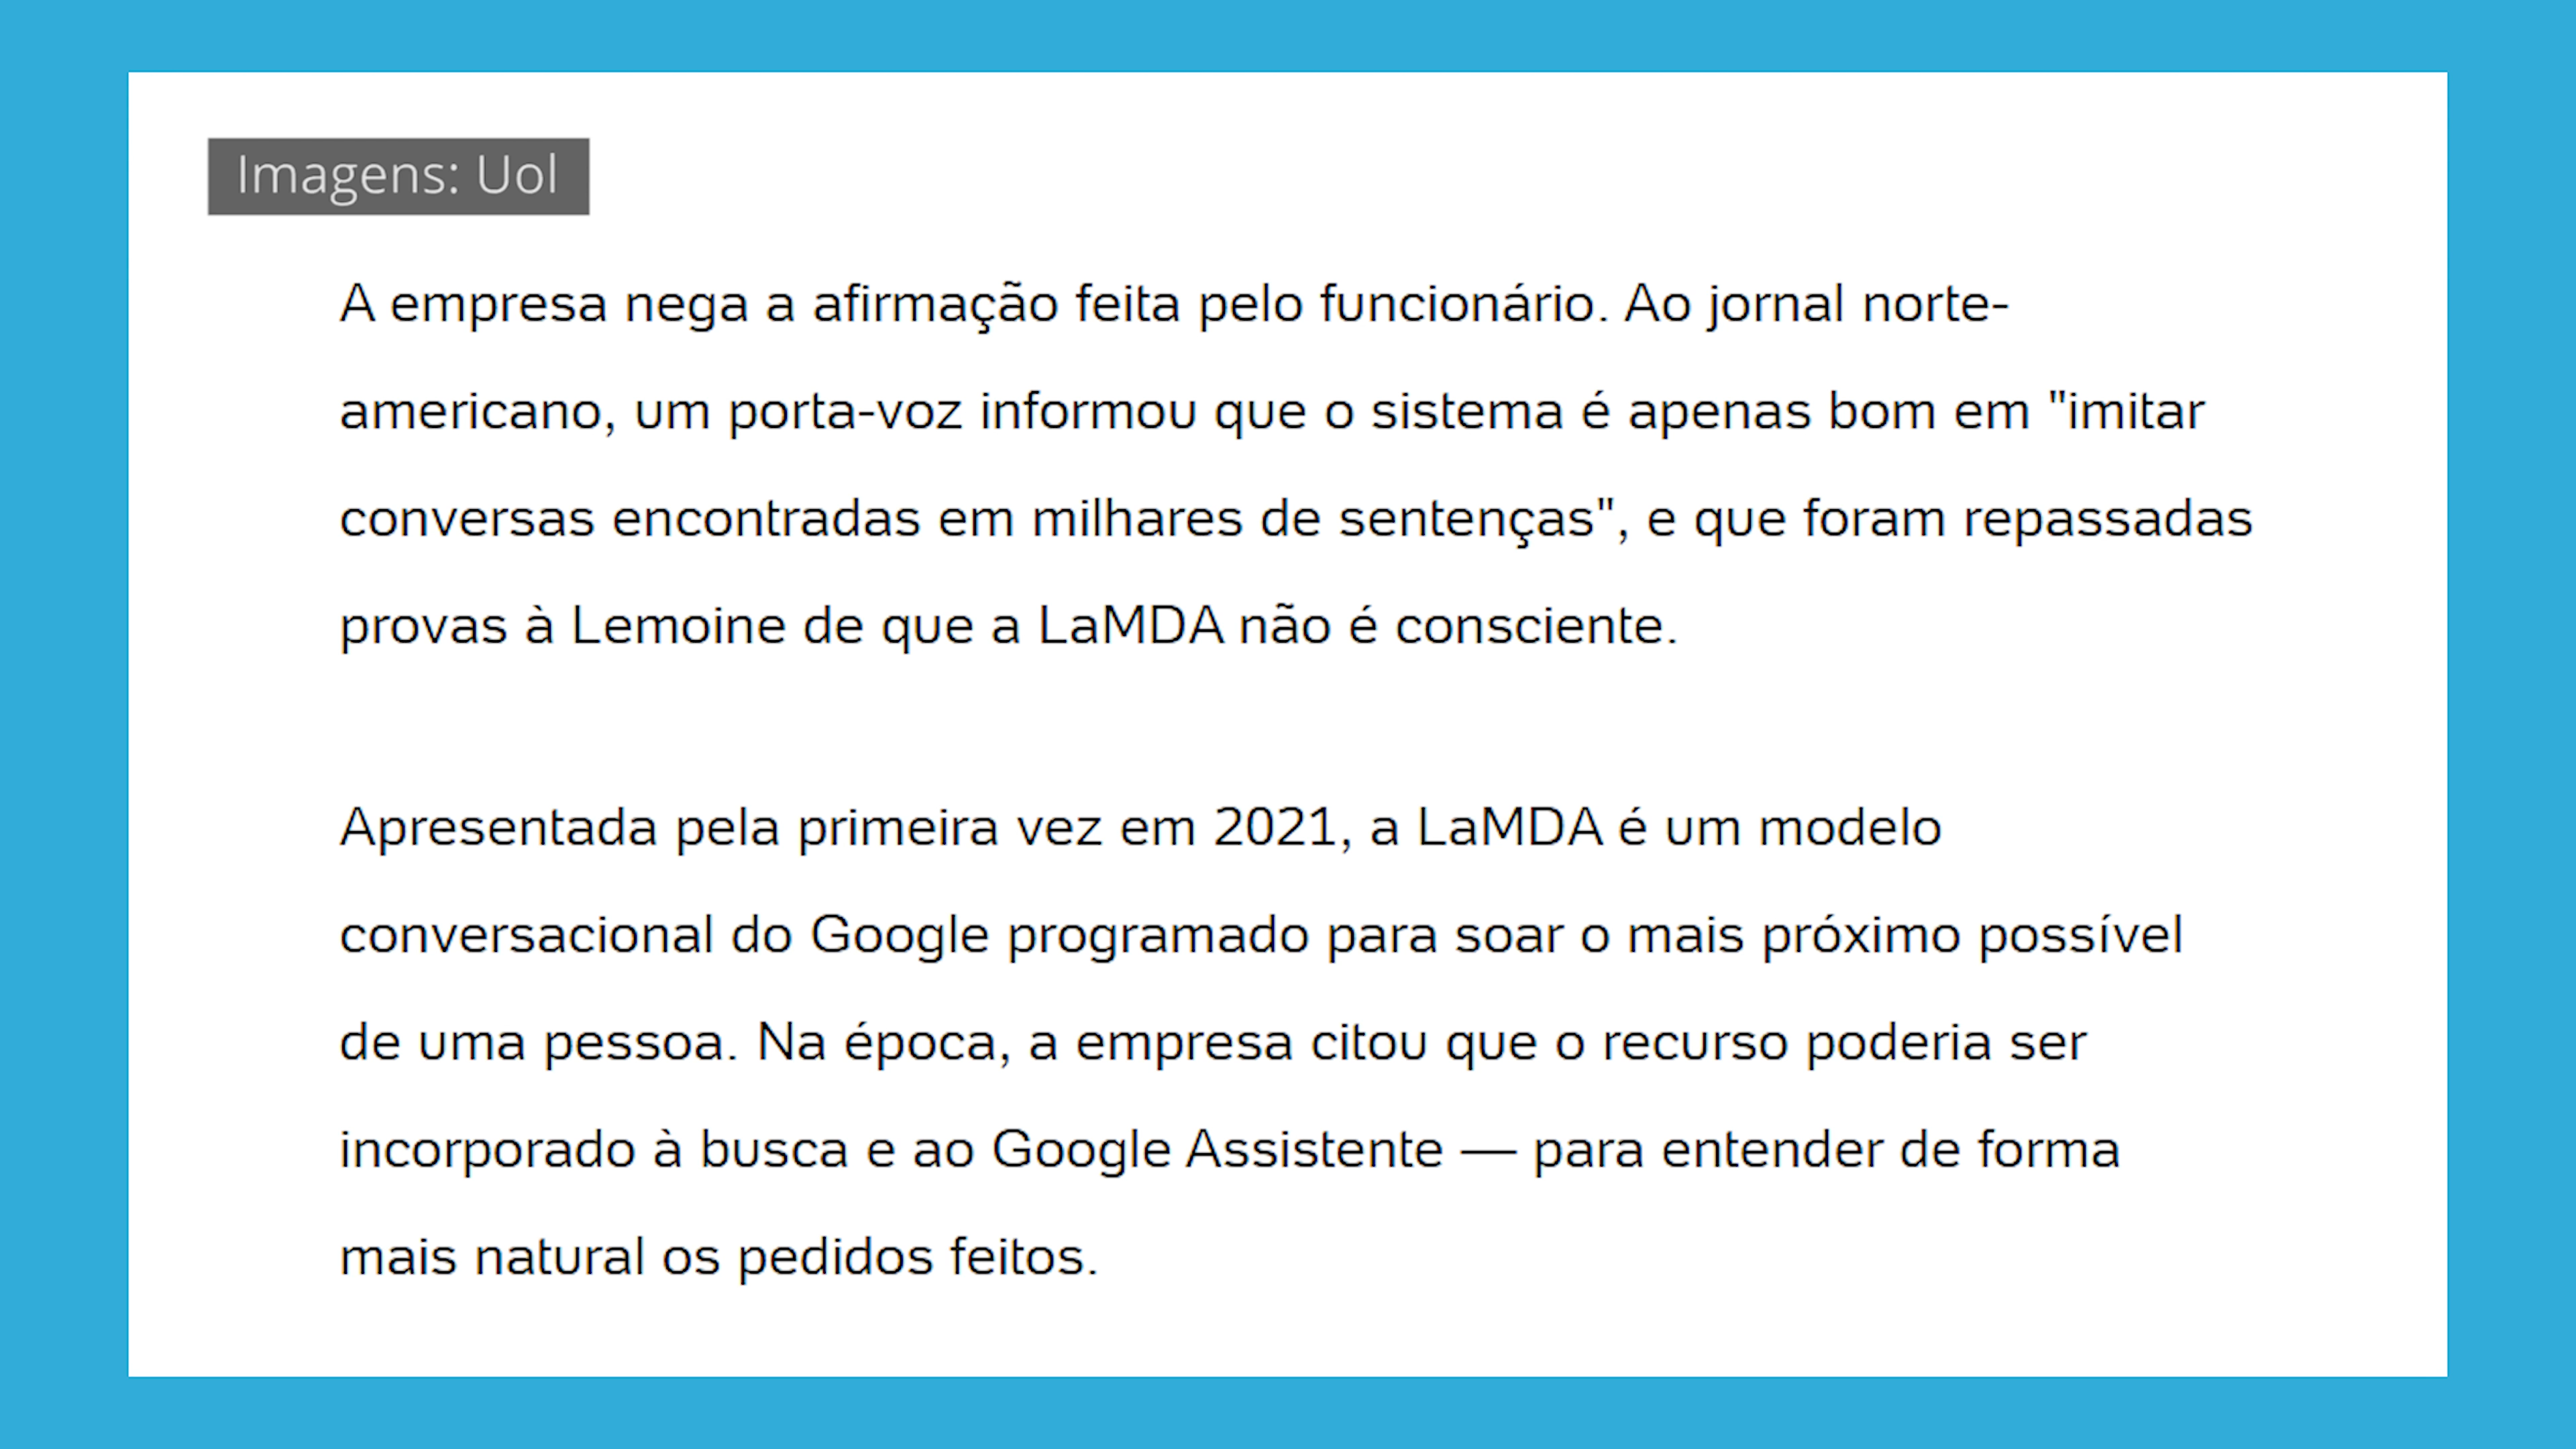 Imagens: Uol
A empresa nega a afirmação feita pelo funcionário. Ao jornal norte-
americano, um porta-voz informou que o sistema é apenas bom em "imitar
conversas encontradas em milhares de sentenças", e que foram repassadas
provas à Lemoine de que a LaMDA não é consciente.
Apresentada pela primeira vez em 2021, a LaMDA é um modelo
conversacional do Google programado para soar o mais próximo possível
de uma pessoa. Na época, a empresa citou que o recurso poderia ser
incorporado à busca e ao Google Assistente — para entender de forma
mais natural os pedidos feitos.